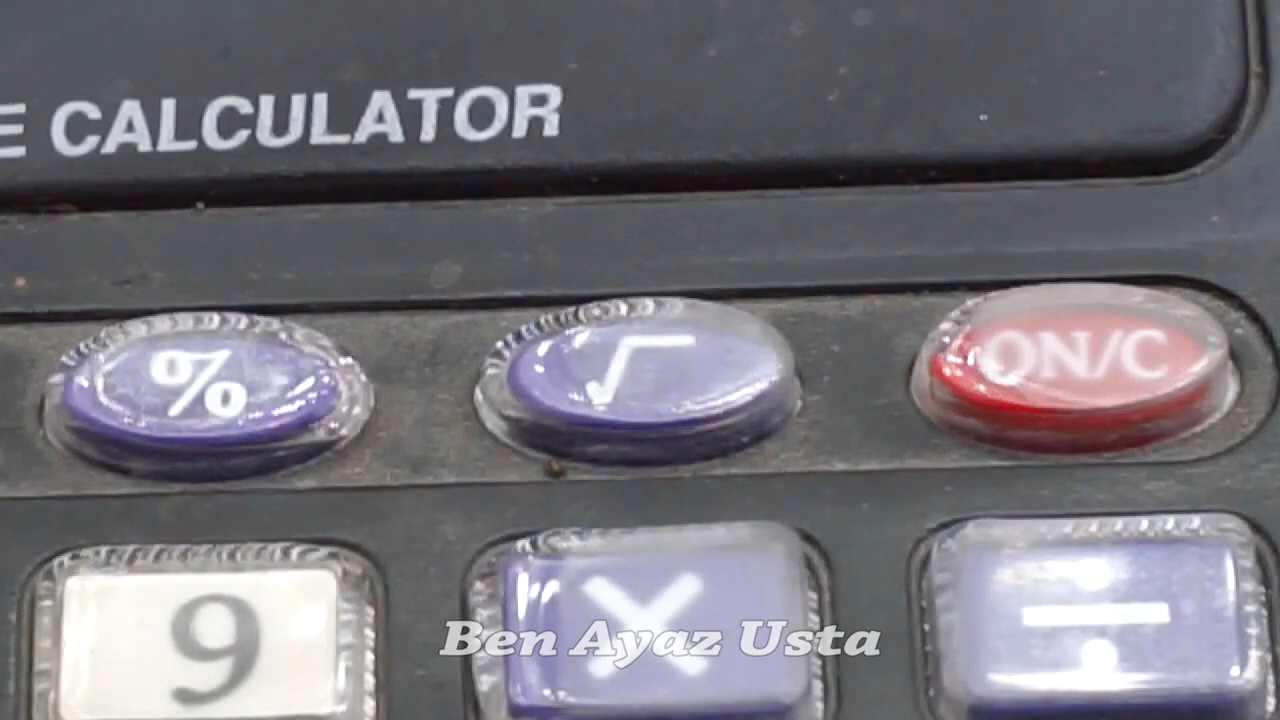 E CALCULATOR
% √ ON/C
9 × ÷
Ben Ayaz Usta